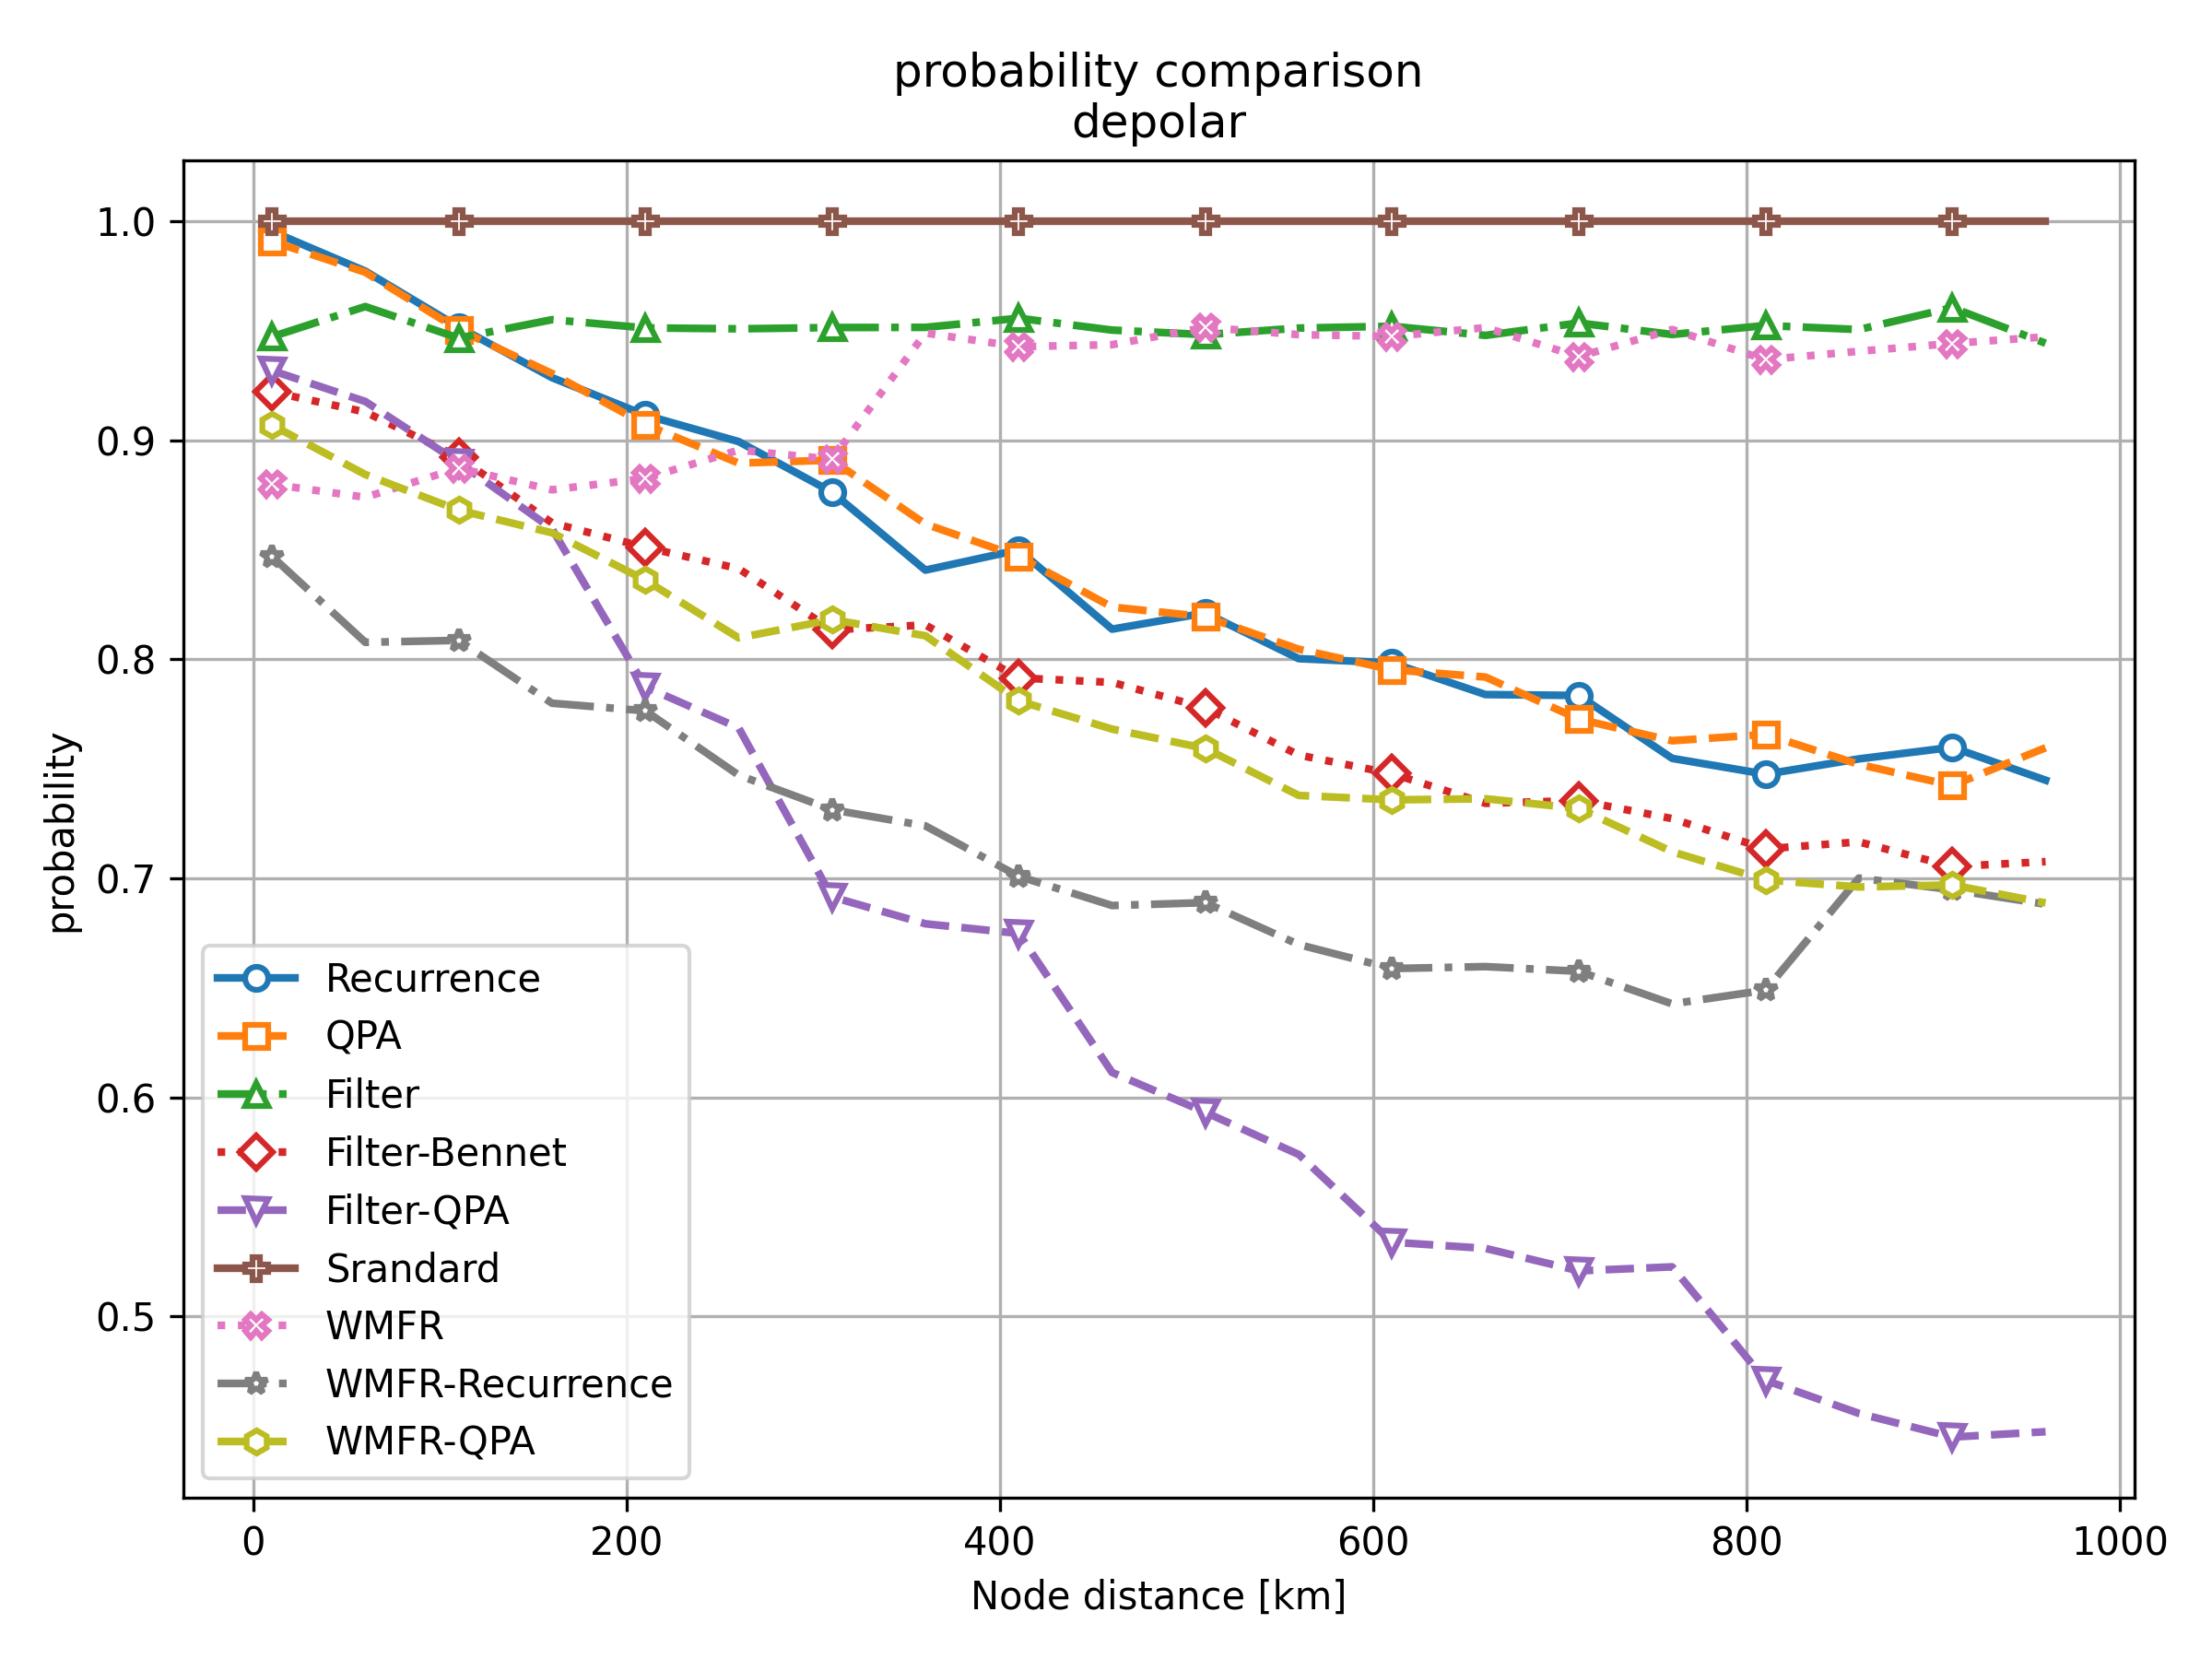 probability comparison
depolar
probability
1.0
0.9
0.8
0.7
0.6
0.5
Recurrence
QPA
Filter
Filter-Bennet
Filter-QPA
Srandard
WMFR
WMFR-Recurrence
WMFR-QPA
0 200 400 600 800 1000
Node distance [km]